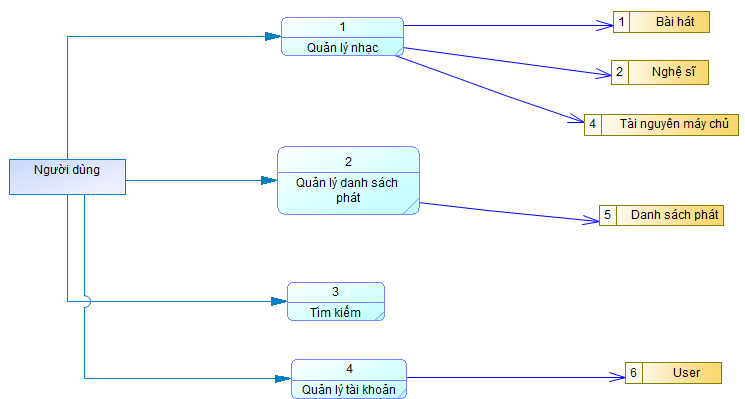 1
Quản lý nhạc
1 Bài hát
2 Nghệ sĩ
4 Tài nguyên máy chủ
Người dùng
2
Quản lý danh sách
phát
5 Danh sách phát
3
Tìm kiếm
4
Quản lý tài khoản
6 User